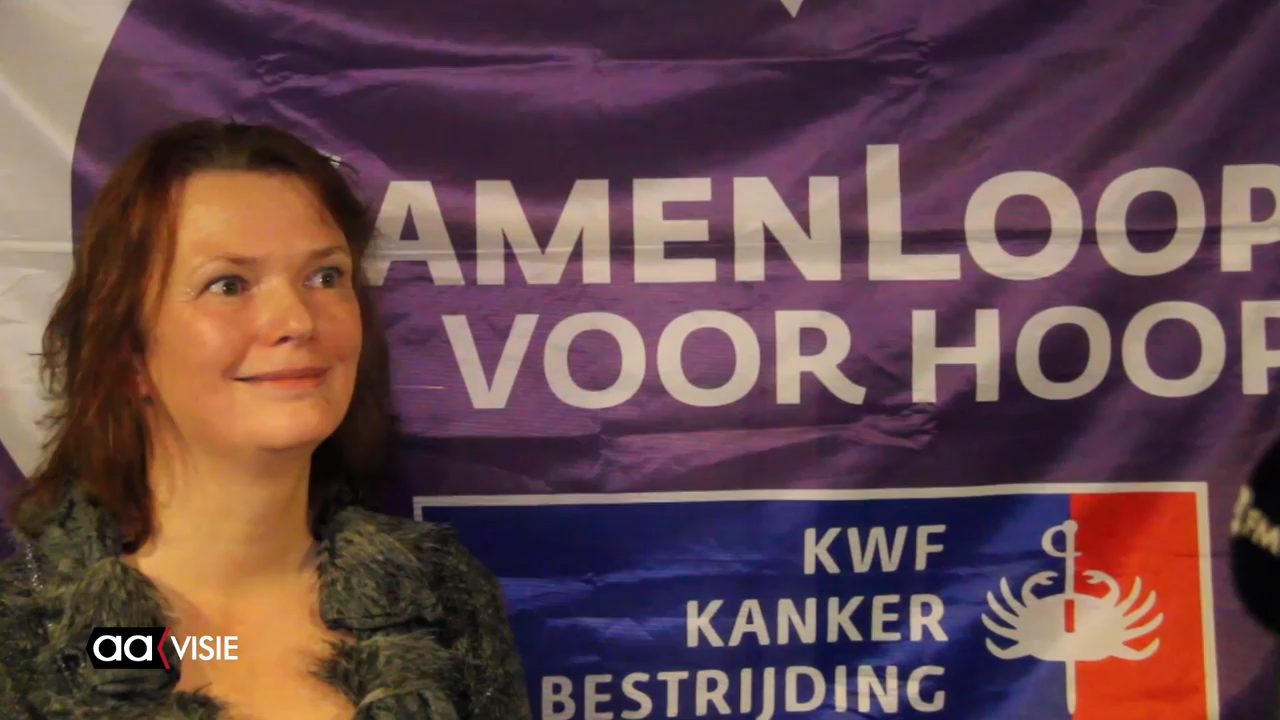 AMENLOOP
VOOR HOOP
KWF
KANKER
BESTRIJDING
aa VISIE